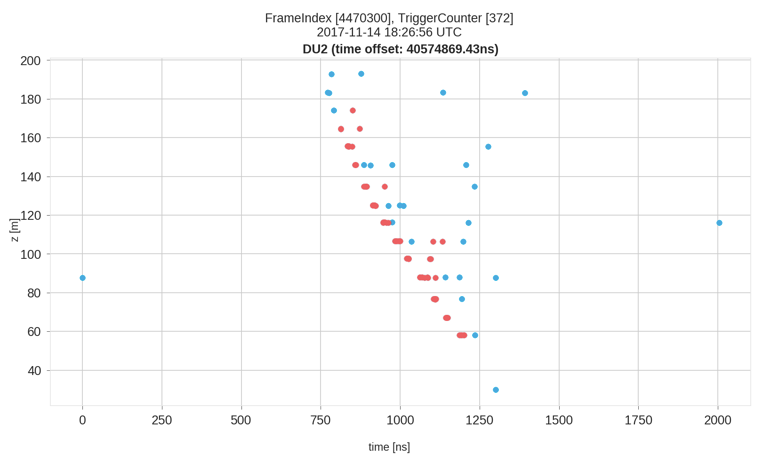 FrameIndex [4470300], TriggerCounter [372]
2017-11-14 18:26:56 UTC
DU2 (time offset: 40574869.43ns)
200
180
160
140
120
100
80
60
40
z [m]
0 250 500 750 1000 1250 1500 1750 2000
time [ns]